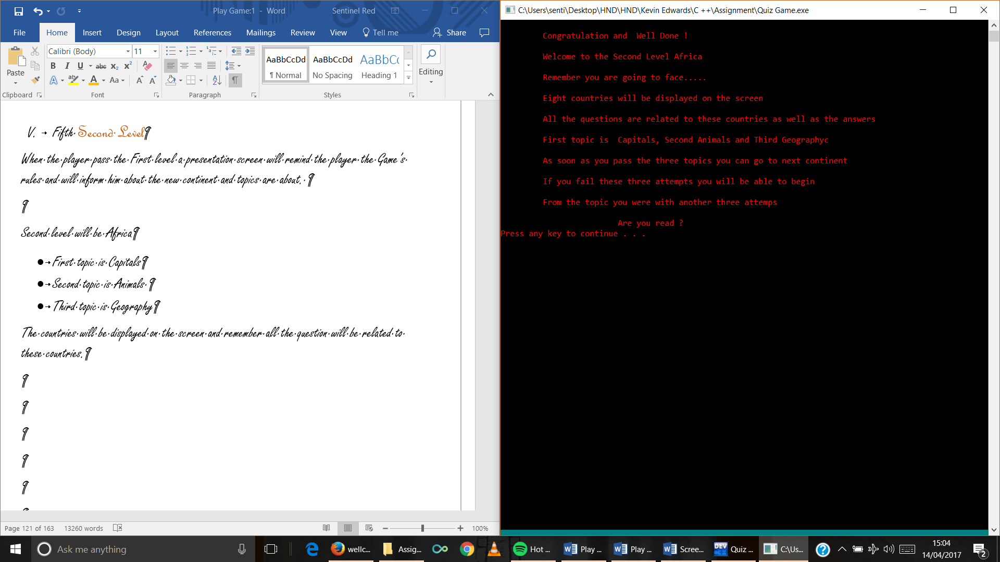 Play Game:1 - Word
Sentinel Red
File
Home
Insert
Design
Layout
References
Mailings
Review
View
Tell me
Share
Paste
Clipboard
Calibri (Body)
11
B I U abc x₂ x²
A aby A Aa A A
Font
Paragraph
AaBbCcDd
¶ Normal
AaBbCcDd
No Spacing
AaBbCc
Heading 1
Styles
Editing
V. → Fifth·Second·Level¶
When·the·player·pass·the·First·level·a·presentation·screen·will·remind·the·player·the·Game's·
rules·and·will·inform·him·about·the·new·continent·and·topics·are·about.·¶
¶
Second·level·will·be·Africa¶
●→First·topic·is·Capitals¶
●→Second·topic·is·Animals·¶
●→Third·topic·is·Geography¶
The·countries·will·be·displayed·on·the·screen·and·remember·all·the·question·will·be·related·to·
these·countries.¶
¶
¶
¶
¶
¶
Page 121 of 163
13260 words
100%
C:\Users\senti\Desktop\HND\HND\Kevin Edwards\C ++\Assignment\Quiz Game.exe
Congratulation and  Well Done !
Welcome to the Second Level Africa
Remember you are going to face.....
Eight countries will be displayed on the screen
All the questions are related to these countries as well as the answers
First topic is  Capitals, Second Animals and Third Geographyc
As soon as you pass the three topics you can go to next continent
If you fail these three attempts you will be able to begin
From the topic you were with another three attemps
Are you read ?
Press any key to continue . . .
Ask me anything
wellc...
Assig...
Hot ...
Play ...
Play ...
Scree...
DEV
Quiz ...
C:\Us...
15:04
14/04/2017
2